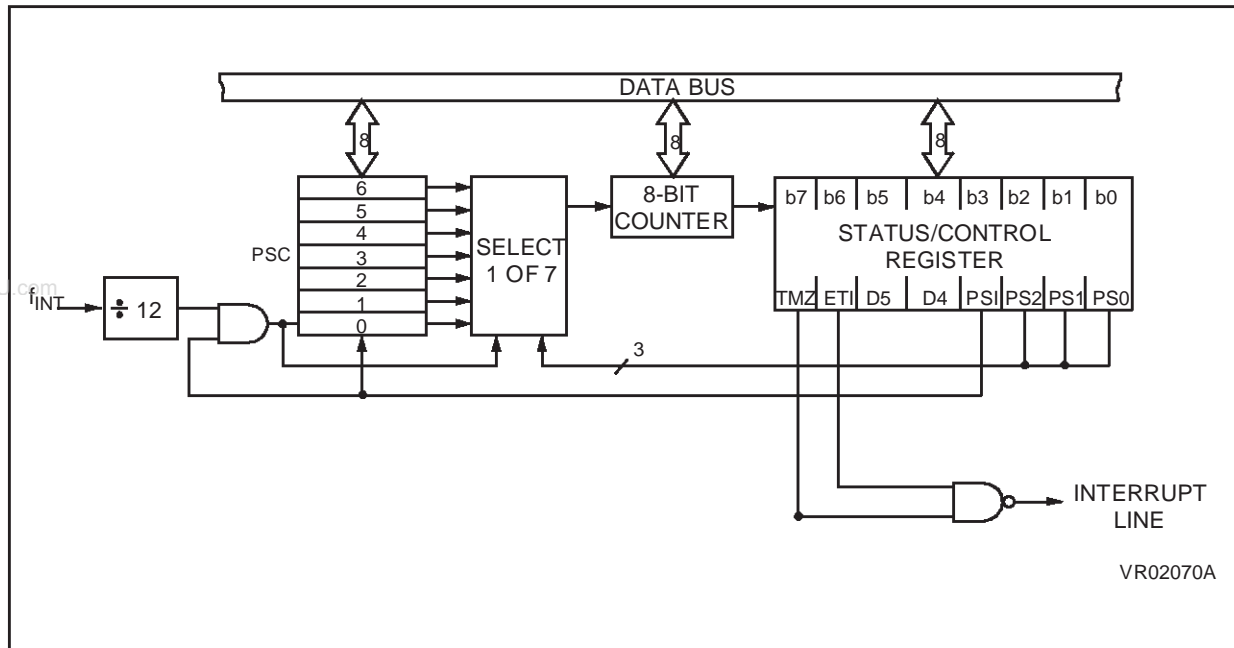 DATA BUS
8
8
8
6
5
4
3
2
1
0
PSC
SELECT
1 OF 7
8-BIT
COUNTER
b7 b6 b5 b4 b3 b2 b1 b0
STATUS/CONTROL
REGISTER
TMZ ETI D5 D4 PSI PS2 PS1 PS0
.com
fINT
÷ 12
3
INTERRUPT
LINE
VR02070A